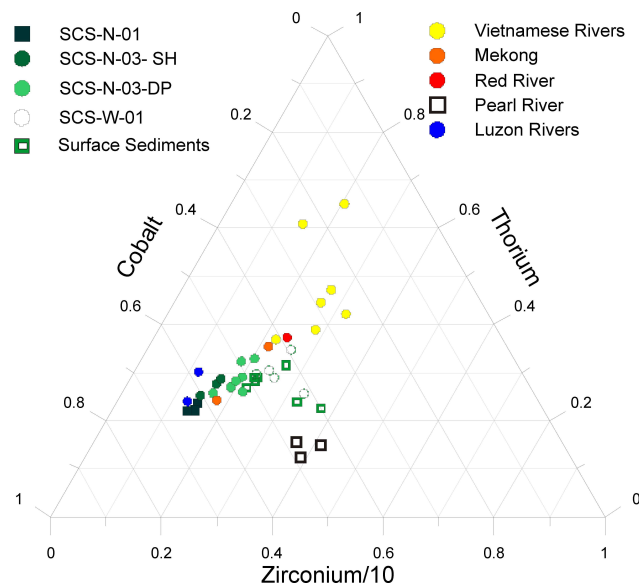 SCS-N-01
SCS-N-03- SH
SCS-N-03-DP
SCS-W-01
Surface Sediments
Vietnamese Rivers
Mekong
Red River
Pearl River
Luzon Rivers
0 1
0.2 0.8
0.4 0.6
Cobalt Thorium
0.6 0.4
0.8 0.2
1 0
0 0.2 0.4 0.6 0.8 1
Zirconium/10